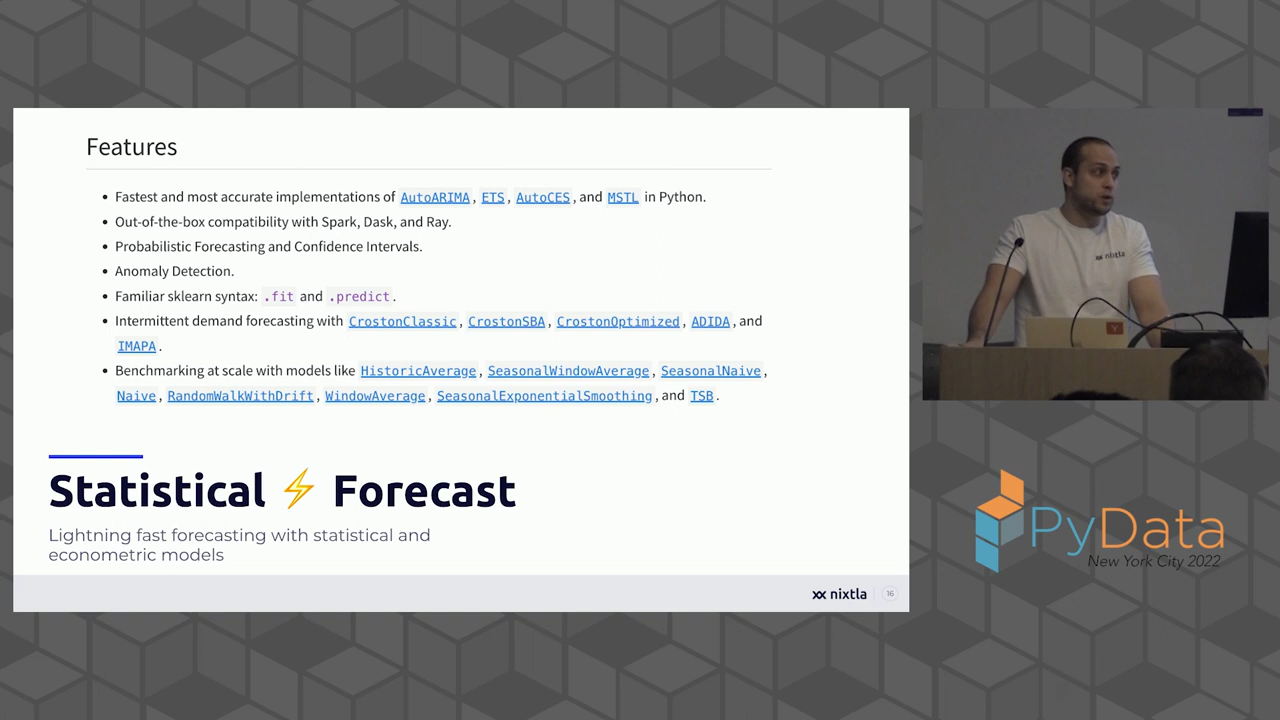 Features
Fastest and most accurate implementations of AutoARIMA, ETS, AutoCES, and MSTL in Python.
Out-of-the-box compatibility with Spark, Dask, and Ray.
Probabilistic Forecasting and Confidence Intervals.
Anomaly Detection.
Familiar sklearn syntax: .fit and .predict.
Intermittent demand forecasting with CrostonClassic, CrostonSBA, CrostonOptimized, ADIDA, and
IMAPA.
Benchmarking at scale with models like HistoricAverage, SeasonalWindowAverage, SeasonalNaive,
Naive, RandomWalkWithDrift, WindowAverage, SeasonalExponentialSmoothing, and TSB.
Statistical ⚡ Forecast
Lightning fast forecasting with statistical and
econometric models
nixtla 16
nixtla
PyData
New York City 2022